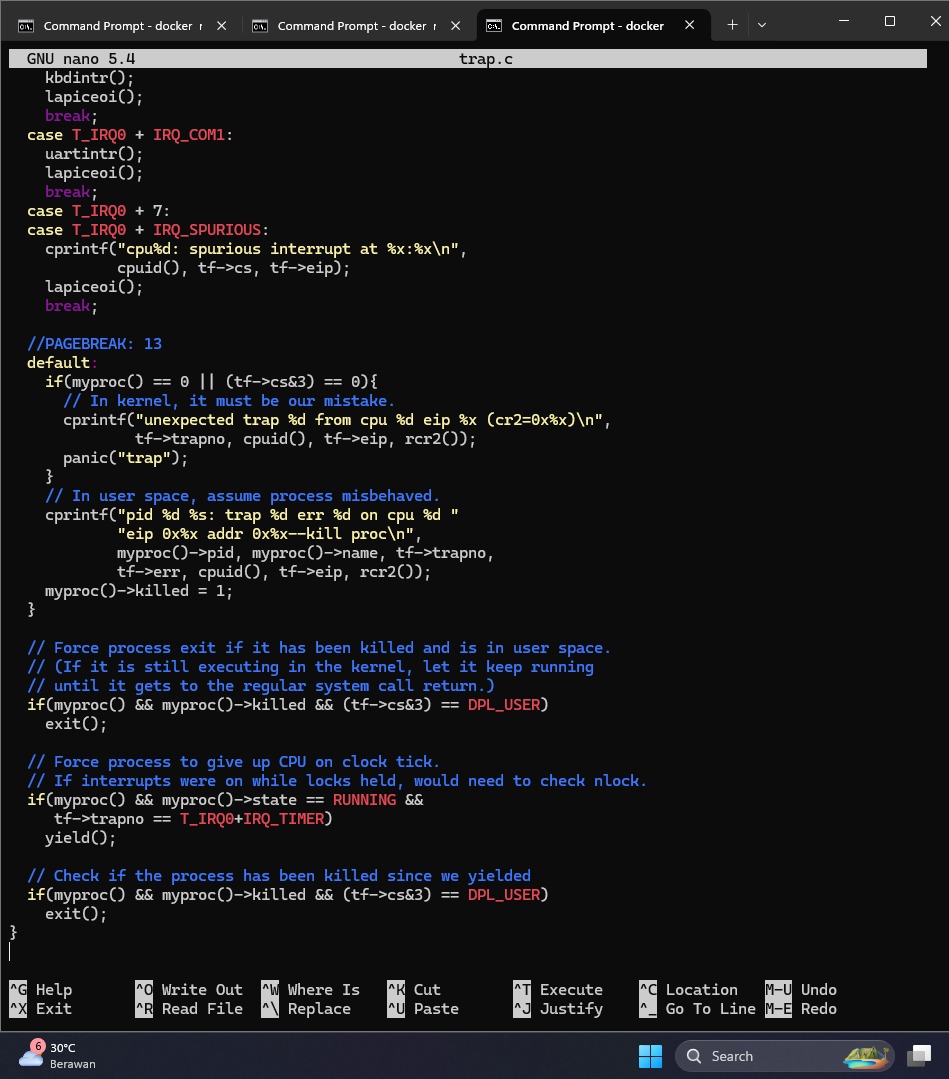 Command Prompt - docker r
Command Prompt - docker r
Command Prompt - docker
GNU nano 5.4 trap.c
    kbdintr();
    lapiceoi();
    break;
  case T_IRQ0 + IRQ_COM1:
    uartintr();
    lapiceoi();
    break;
  case T_IRQ0 + 7:
  case T_IRQ0 + IRQ_SPURIOUS:
    cprintf("cpu%d: spurious interrupt at %x:%x\n",
            cpuid(), tf->cs, tf->eip);
    lapiceoi();
    break;
  //PAGEBREAK: 13
  default:
    if(myproc() == 0 || (tf->cs&3) == 0){
      // In kernel, it must be our mistake.
      cprintf("unexpected trap %d from cpu %d eip %x (cr2=0x%x)\n",
              tf->trapno, cpuid(), tf->eip, rcr2());
      panic("trap");
    }
    // In user space, assume process misbehaved.
    cprintf("pid %d %s: trap %d err %d on cpu %d "
            "eip 0x%x addr 0x%x--kill proc\n",
            myproc()->pid, myproc()->name, tf->trapno,
            tf->err, cpuid(), tf->eip, rcr2());
    myproc()->killed = 1;
  }
  // Force process exit if it has been killed and is in user space.
  // (If it is still executing in the kernel, let it keep running
  // until it gets to the regular system call return.)
  if(myproc() && myproc()->killed && (tf->cs&3) == DPL_USER)
    exit();
  // Force process to give up CPU on clock tick.
  // If interrupts were on while locks held, would need to check nlock.
  if(myproc() && myproc()->state == RUNNING &&
     tf->trapno == T_IRQ0+IRQ_TIMER)
    yield();
  // Check if the process has been killed since we yielded
  if(myproc() && myproc()->killed && (tf->cs&3) == DPL_USER)
    exit();
}
^G Help ^O Write Out ^W Where Is ^K Cut ^T Execute ^C Location M-U Undo
^X Exit ^R Read File ^\ Replace ^U Paste ^J Justify ^_ Go To Line M-E Redo
6
30°C
Berawan
Search